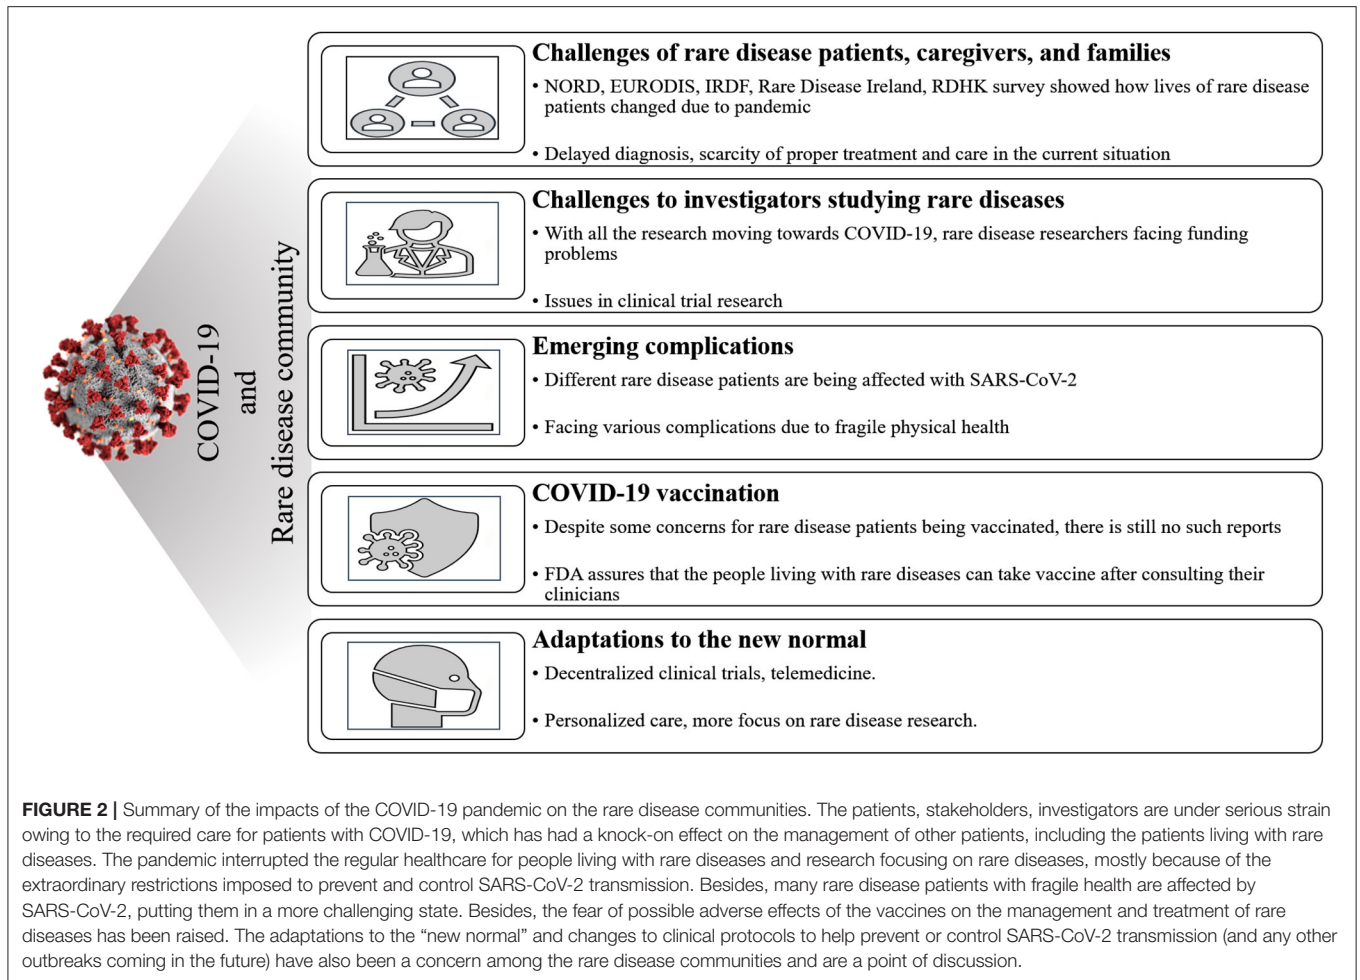 COVID-19
and
Rare disease community
Challenges of rare disease patients, caregivers, and families
• NORD, EURODIS, IRDF, Rare Disease Ireland, RDHK survey showed how lives of rare disease
patients changed due to pandemic
• Delayed diagnosis, scarcity of proper treatment and care in the current situation
Challenges to investigators studying rare diseases
• With all the research moving towards COVID-19, rare disease researchers facing funding
problems
• Issues in clinical trial research
Emerging complications
• Different rare disease patients are being affected with SARS-CoV-2
• Facing various complications due to fragile physical health
COVID-19 vaccination
• Despite some concerns for rare disease patients being vaccinated, there is still no such reports
• FDA assures that the people living with rare diseases can take vaccine after consulting their
clinicians
Adaptations to the new normal
• Decentralized clinical trials, telemedicine.
• Personalized care, more focus on rare disease research.
FIGURE 2 | Summary of the impacts of the COVID-19 pandemic on the rare disease communities. The patients, stakeholders, investigators are under serious strain
owing to the required care for patients with COVID-19, which has had a knock-on effect on the management of other patients, including the patients living with rare
diseases. The pandemic interrupted the regular healthcare for people living with rare diseases and research focusing on rare diseases, mostly because of the
extraordinary restrictions imposed to prevent and control SARS-CoV-2 transmission. Besides, many rare disease patients with fragile health are affected by
SARS-CoV-2, putting them in a more challenging state. Besides, the fear of possible adverse effects of the vaccines on the management and treatment of rare
diseases has been raised. The adaptations to the “new normal” and changes to clinical protocols to help prevent or control SARS-CoV-2 transmission (and any other
outbreaks coming in the future) have also been a concern among the rare disease communities and are a point of discussion.